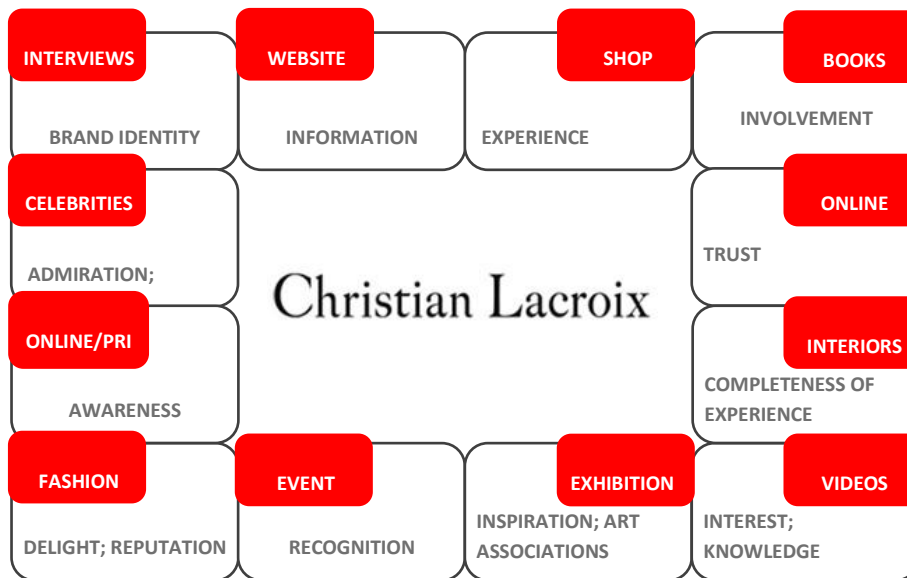 INTERVIEWS
WEBSITE
SHOP
BOOKS
BRAND IDENTITY
INFORMATION
EXPERIENCE
INVOLVEMENT
CELEBRITIES
ONLINE
ADMIRATION;
TRUST
Christian Lacroix
ONLINE/PRI
INTERIORS
AWARENESS
COMPLETENESS OF
EXPERIENCE
FASHION
EVENT
EXHIBITION
VIDEOS
DELIGHT; REPUTATION
RECOGNITION
INSPIRATION; ART
ASSOCIATIONS
INTEREST;
KNOWLEDGE